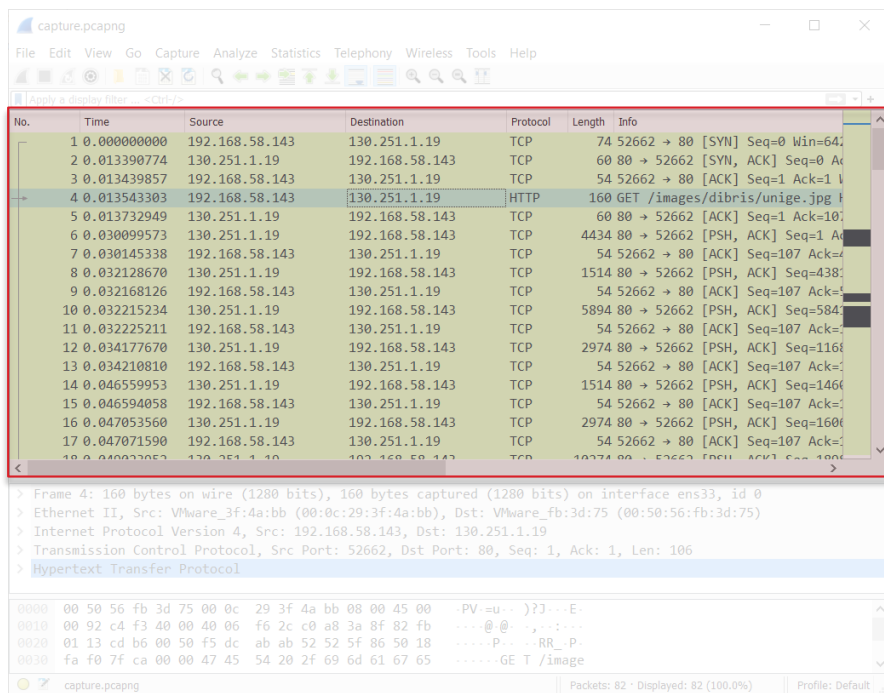 capture.pcapng
File Edit View Go Capture Analyze Statistics Telephony Wireless Tools Help
Apply a display filter ... <Ctrl-/>
No. Time Source Destination Protocol Length Info
1 0.000000000 192.168.58.143 130.251.1.19 TCP 74 52662 → 80 [SYN] Seq=0 Win=642
2 0.013390774 130.251.1.19 192.168.58.143 TCP 60 80 → 52662 [SYN, ACK] Seq=0 Ac
3 0.013439857 192.168.58.143 130.251.1.19 TCP 54 52662 → 80 [ACK] Seq=1 Ack=1 W
4 0.013543303 192.168.58.143 130.251.1.19 HTTP 160 GET /images/dibris/unige.jpg H
5 0.013732949 130.251.1.19 192.168.58.143 TCP 60 80 → 52662 [ACK] Seq=1 Ack=107
6 0.030099573 130.251.1.19 192.168.58.143 TCP 4434 80 → 52662 [PSH, ACK] Seq=1 Ac
7 0.030145338 192.168.58.143 130.251.1.19 TCP 54 52662 → 80 [ACK] Seq=107 Ack=4
8 0.032128670 130.251.1.19 192.168.58.143 TCP 1514 80 → 52662 [PSH, ACK] Seq=4381
9 0.032168126 192.168.58.143 130.251.1.19 TCP 54 52662 → 80 [ACK] Seq=107 Ack=5
10 0.032215234 130.251.1.19 192.168.58.143 TCP 5894 80 → 52662 [PSH, ACK] Seq=5841
11 0.032225211 192.168.58.143 130.251.1.19 TCP 54 52662 → 80 [ACK] Seq=107 Ack=1
12 0.034177670 130.251.1.19 192.168.58.143 TCP 2974 80 → 52662 [PSH, ACK] Seq=1168
13 0.034210810 192.168.58.143 130.251.1.19 TCP 54 52662 → 80 [ACK] Seq=107 Ack=1
14 0.046559953 130.251.1.19 192.168.58.143 TCP 1514 80 → 52662 [PSH, ACK] Seq=1460
15 0.046594058 192.168.58.143 130.251.1.19 TCP 54 52662 → 80 [ACK] Seq=107 Ack=1
16 0.047053560 130.251.1.19 192.168.58.143 TCP 2974 80 → 52662 [PSH, ACK] Seq=1606
17 0.047071590 192.168.58.143 130.251.1.19 TCP 54 52662 → 80 [ACK] Seq=107 Ack=1
18 0.049023952 130.251.1.19 192.168.58.143 TCP 10274 80 → 52662 [PSH, ACK] Seq=1898
> Frame 4: 160 bytes on wire (1280 bits), 160 bytes captured (1280 bits) on interface ens33, id 0
> Ethernet II, Src: VMware_3f:4a:bb (00:0c:29:3f:4a:bb), Dst: VMware_fb:3d:75 (00:50:56:fb:3d:75)
> Internet Protocol Version 4, Src: 192.168.58.143, Dst: 130.251.1.19
> Transmission Control Protocol, Src Port: 52662, Dst Port: 80, Seq: 1, Ack: 1, Len: 106
> Hypertext Transfer Protocol
0000 00 50 56 fb 3d 75 00 0c 29 3f 4a bb 08 00 45 00 ·PV·=u·· )?J···E·
0010 00 92 c4 f3 40 00 40 06 f6 2c c0 a8 3a 8f 82 fb ····@·@· ·,··:···
0020 01 13 cd b6 00 50 f5 dc ab ab 52 52 5f 86 50 18 ·····P·· ··RR_·P·
0030 fa f0 7f ca 00 00 47 45 54 20 2f 69 6d 61 67 65 ······GE T /image
capture.pcapng Packets: 82 · Displayed: 82 (100.0%) Profile: Default